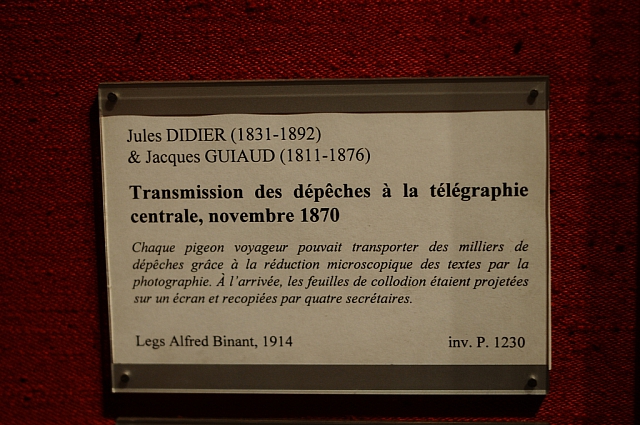 Jules DIDIER (1831-1892)
& Jacques GUIAUD (1811-1876)
Transmission des dépêches à la télégraphie
centrale, novembre 1870
Chaque pigeon voyageur pouvait transporter des milliers de
dépêches grâce à la réduction microscopique des textes par la
photographie. À l'arrivée, les feuilles de collodion étaient projetées
sur un écran et recopiées par quatre secrétaires.
Legs Alfred Binant, 1914 inv. P. 1230